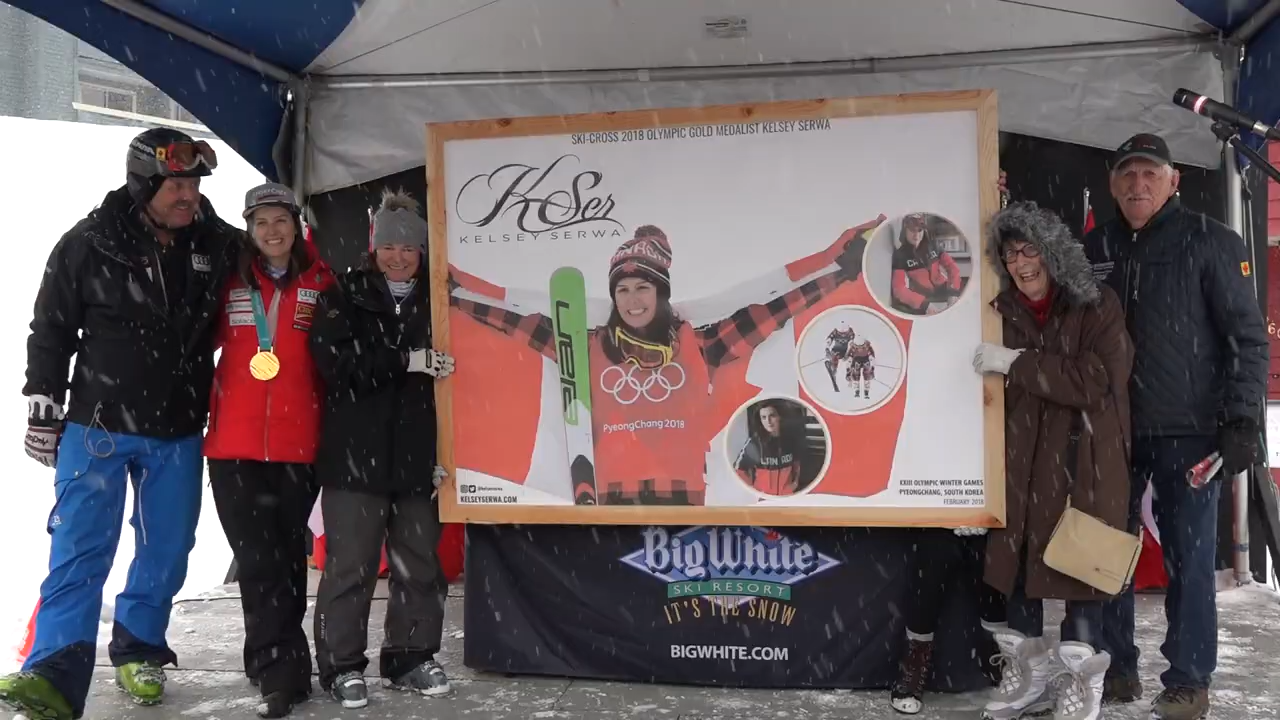 SKI-CROSS 2018 OLYMPIC GOLD MEDALIST KELSEY SERWA
KSer
KELSEY SERWA
elan
PyeongChang 2018
KELSEYSERWA.COM
XXIII OLYMPIC WINTER GAMES
PYEONGCHANG, SOUTH KOREA
FEBRUARY 2018
Big White
SKI RESORT
IT'S THE SNOW
BIGWHITE.COM